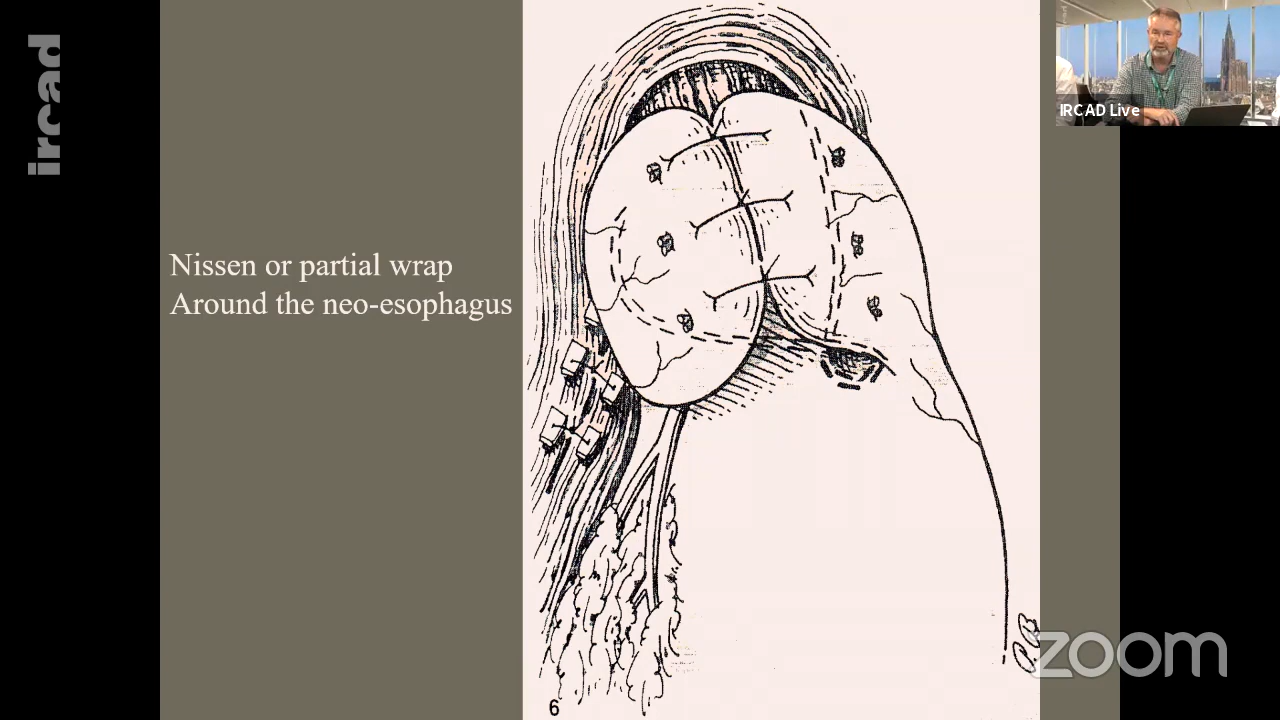 ircad
IRCAD Live
Nissen or partial wrap
Around the neo-esophagus
6
zoom